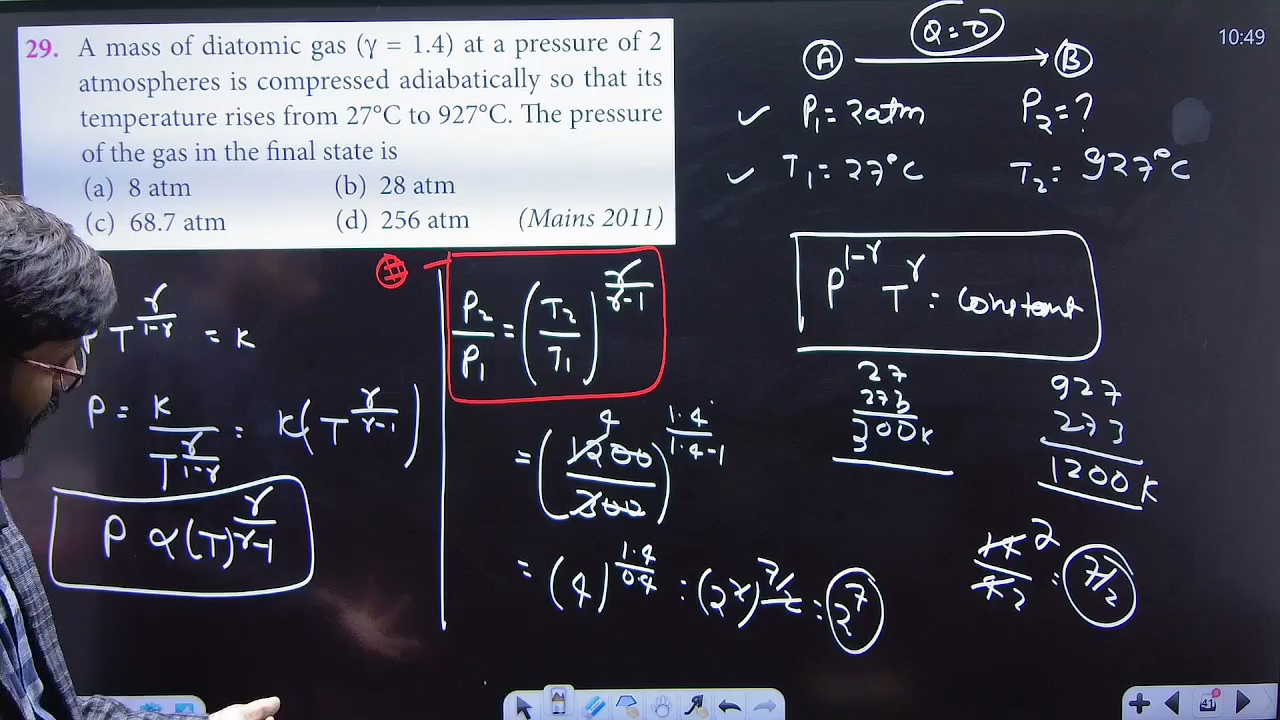 29. A mass of diatomic gas (γ = 1.4) at a pressure of 2
atmospheres is compressed adiabatically so that its
temperature rises from 27°C to 927°C. The pressure
of the gas in the final state is
(a) 8 atm (b) 28 atm
(c) 68.7 atm (d) 256 atm (Mains 2011)
Q=0
A → B
10:49
✓ P₁ = 2atm P₂ = ?
✓ T₁ = 27°C T₂ = 927°C
P^(1-γ) T^γ = constant
T^(γ/(1-γ)) = K
P = K/T^(γ/(1-γ)) = K(T^(γ/(γ-1)))
P ∝ (T)^(γ/(γ-1))
P₂/P₁ = (T₂/T₁)^(γ/(γ-1))
= (1200/300)^(1.4/(1.4-1))
4
= (4)^(1.4/0.4) = (2²)^(7/2) = 2⁷
27
273
300K
927
273
1200K
14/4 = 7/2
2
41